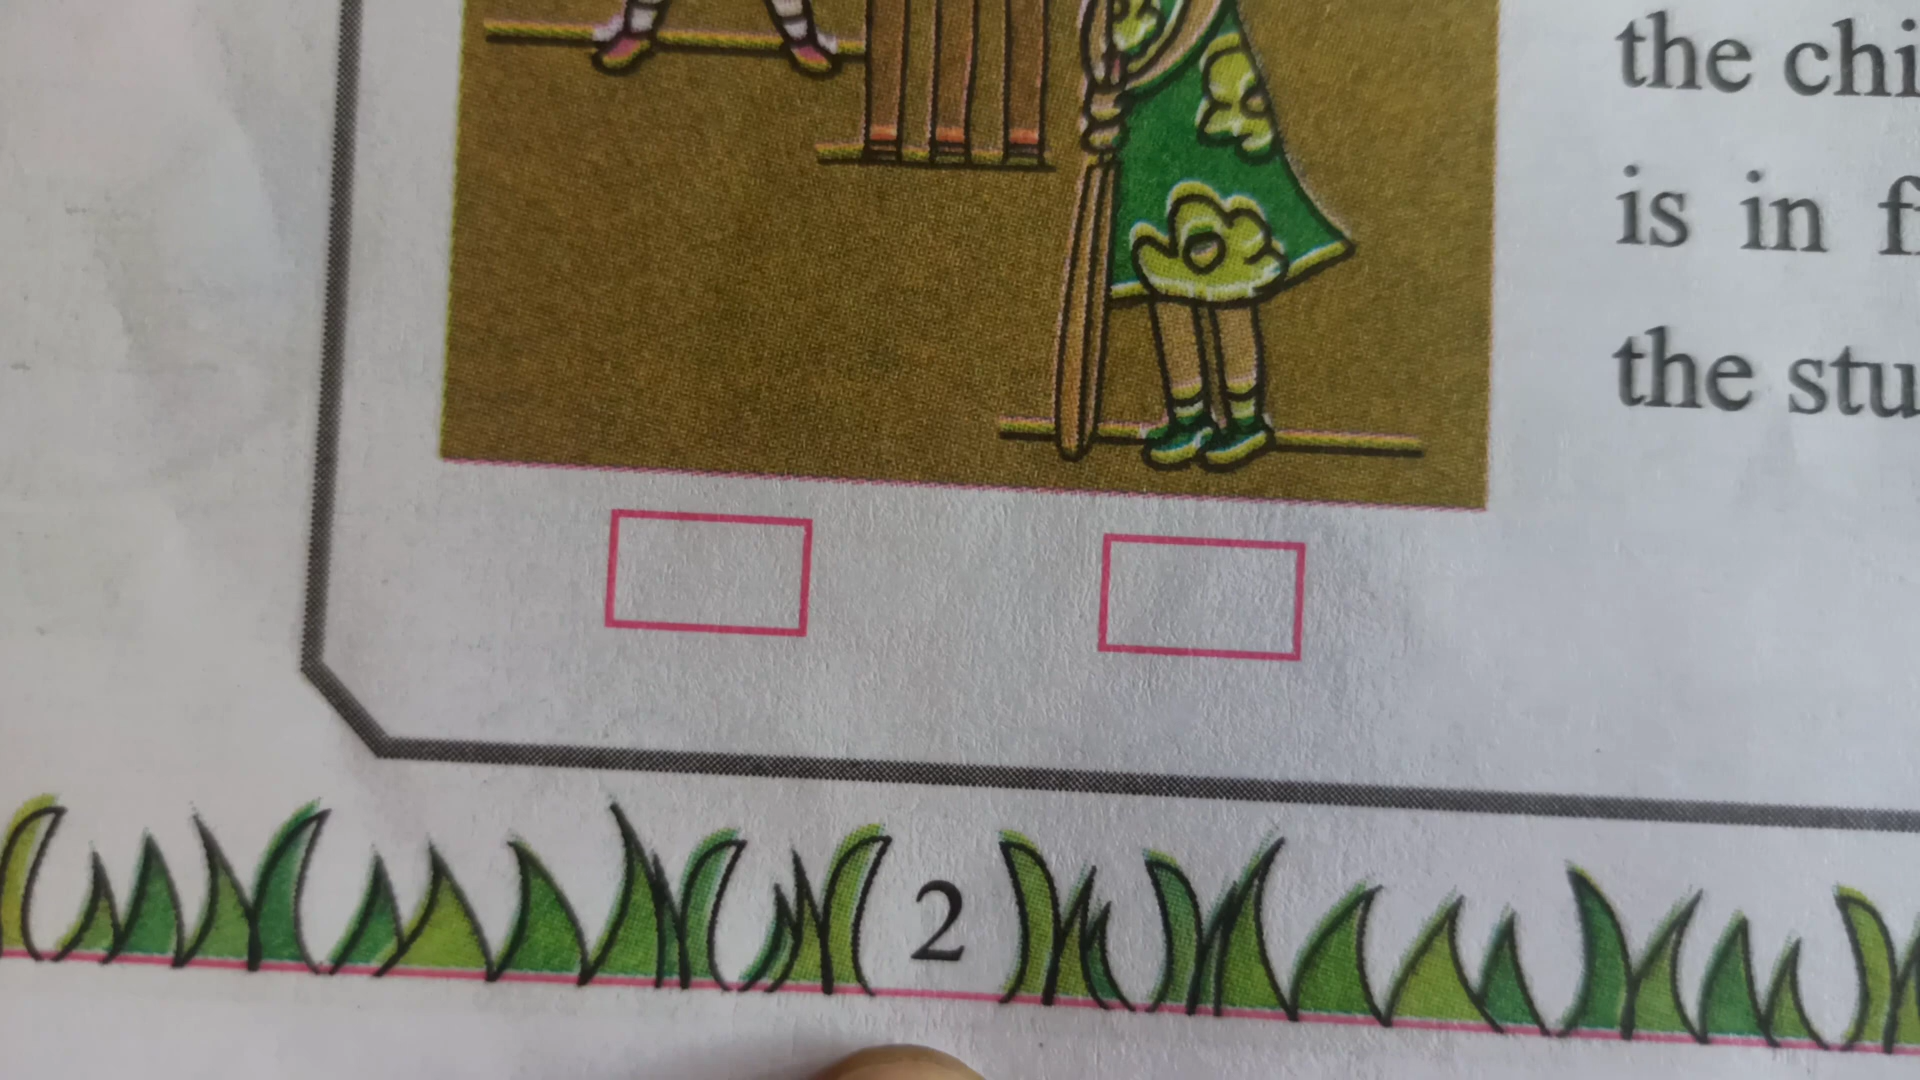 the chi
is in f
the stu
2